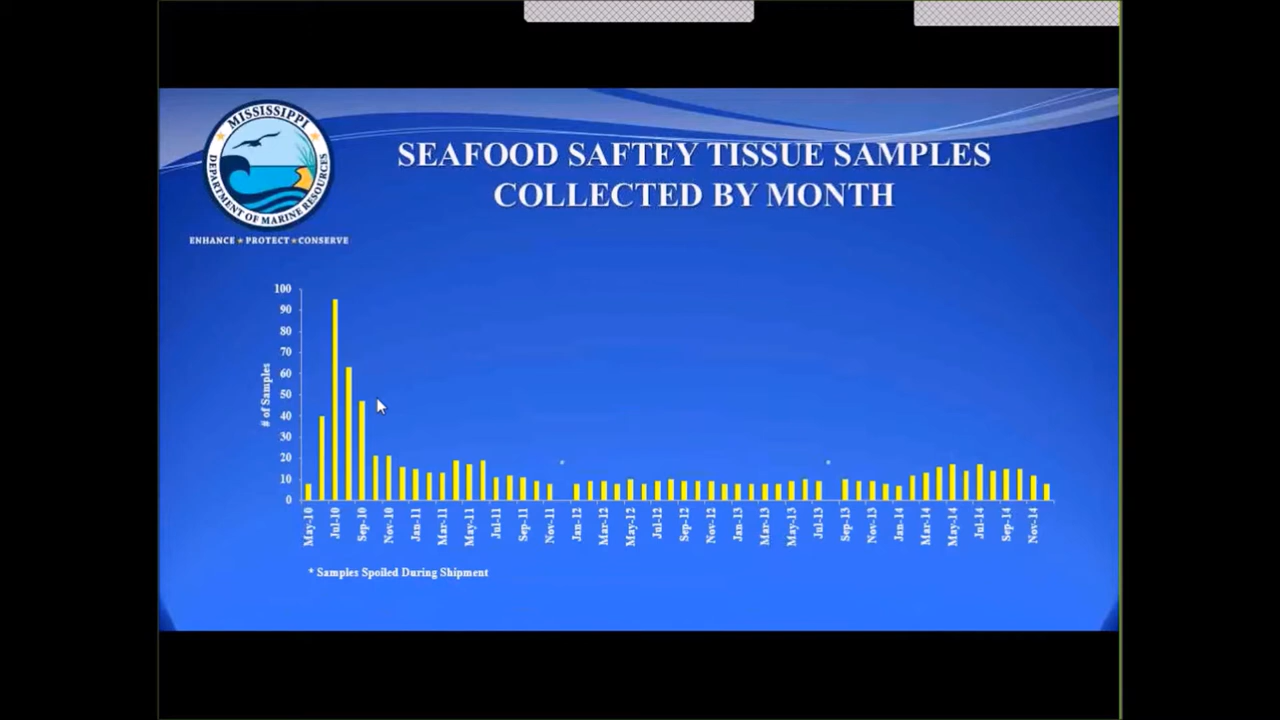 MISSISSIPPI
DEPARTMENT OF MARINE RESOURCES
ENHANCE ★ PROTECT ★ CONSERVE
SEAFOOD SAFTEY TISSUE SAMPLES
COLLECTED BY MONTH
# of Samples
100
90
80
70
60
50
40
30
20
10
0
*
*
May-10
Jul-10
Sep-10
Nov-10
Jan-11
Mar-11
May-11
Jul-11
Sep-11
Nov-11
Jan-12
Mar-12
May-12
Jul-12
Sep-12
Nov-12
Jan-13
Mar-13
May-13
Jul-13
Sep-13
Nov-13
Jan-14
Mar-14
May-14
Jul-14
Sep-14
Nov-14
* Samples Spoiled During Shipment